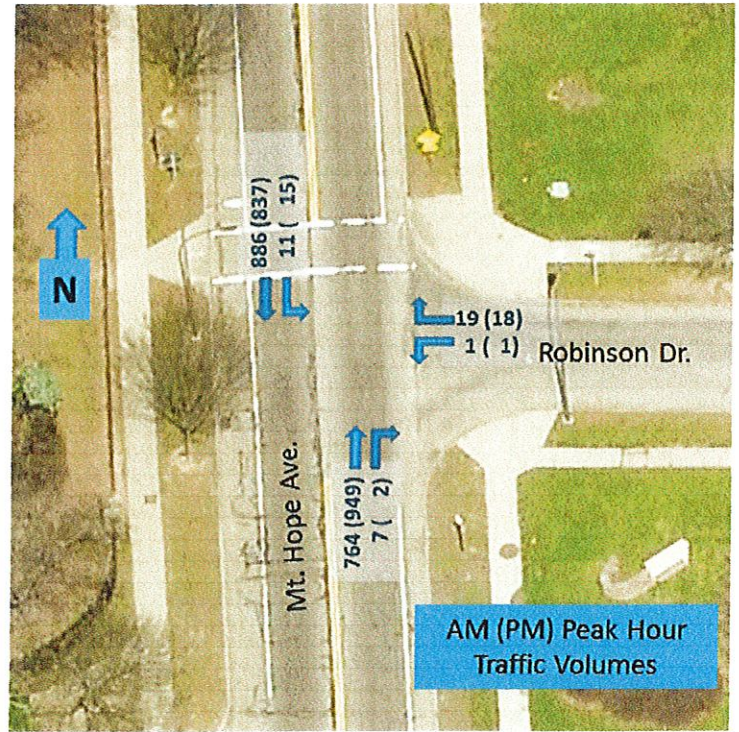 886 (837)
11 ( 15)
N
19 (18)
1 ( 1)
Robinson Dr.
Mt. Hope Ave.
764 (949)
7 ( 2)
AM (PM) Peak Hour
Traffic Volumes